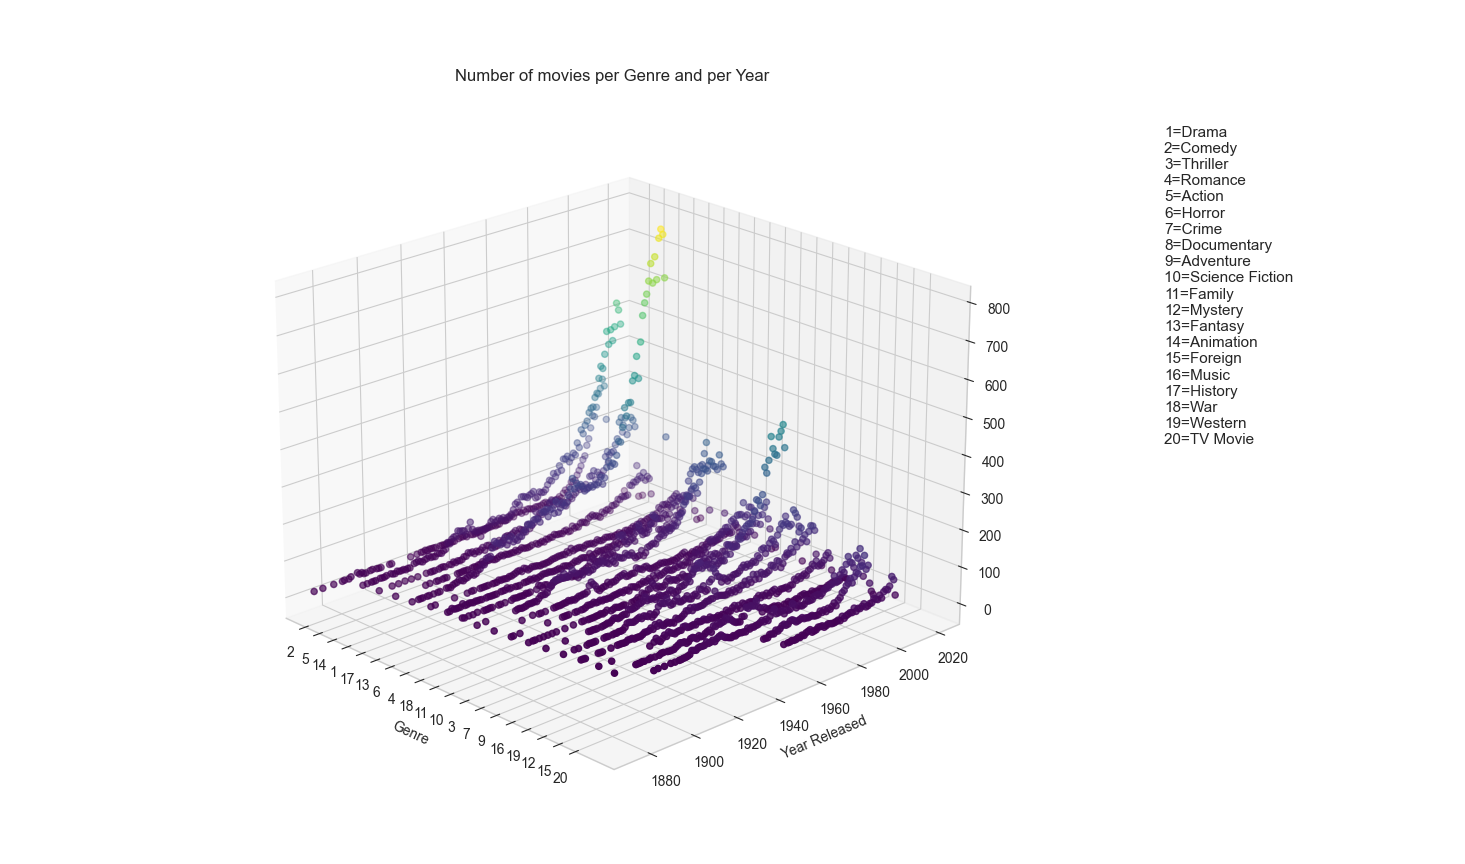 Number of movies per Genre and per Year
1=Drama
2=Comedy
3=Thriller
4=Romance
5=Action
6=Horror
7=Crime
8=Documentary
9=Adventure
10=Science Fiction
11=Family
12=Mystery
13=Fantasy
14=Animation
15=Foreign
16=Music
17=History
18=War
19=Western
20=TV Movie
800
700
600
500
400
300
200
100
0
2 5 14 1 17 13 6 4 18 11 10 3 7 9 16 19 12 15 20
Genre
1880 1900 1920 1940 1960 1980 2000 2020
Year Released